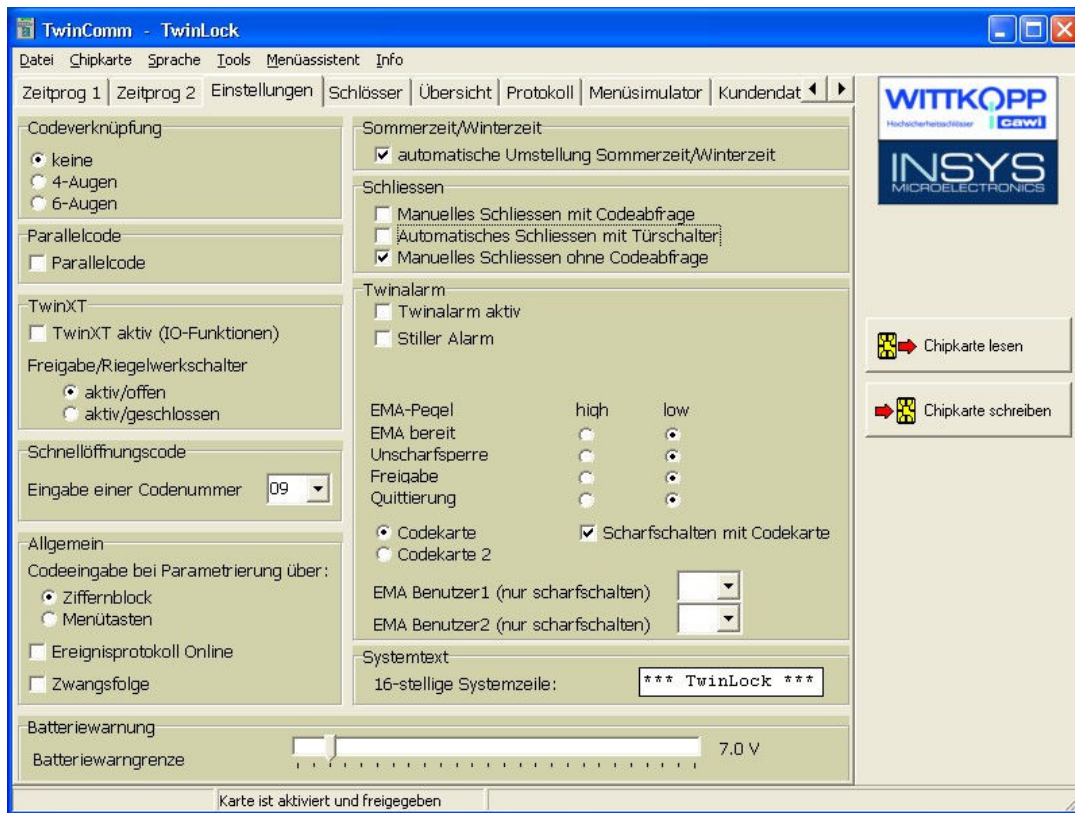 TwinComm - TwinLock
Datei Chipkarte Sprache Tools Menüassistent Info
Zeitprog 1 Zeitprog 2 Einstellungen Schlösser Übersicht Protokoll Menüsimulator Kundendat
Codeverknüpfung
keine
4-Augen
6-Augen
Parallelcode
Parallelcode
TwinXT
TwinXT aktiv (IO-Funktionen)
Freigabe/Riegelwerkschalter
aktiv/offen
aktiv/geschlossen
Schnellöffnungscode
Eingabe einer Codenummer 09
Allgemein
Codeeingabe bei Parametrierung über:
Ziffernblock
Menütasten
Ereignisprotokoll Online
Zwangsfolge
Sommerzeit/Winterzeit
automatische Umstellung Sommerzeit/Winterzeit
Schliessen
Manuelles Schliessen mit Codeabfrage
Automatisches Schliessen mit Türschalter
Manuelles Schliessen ohne Codeabfrage
Twinalarm
Twinalarm aktiv
Stiller Alarm
EMA-Pegel high low
EMA bereit
Unscharfsperre
Freigabe
Quittierung
Codekarte Scharfschalten mit Codekarte
Codekarte 2
EMA Benutzer1 (nur scharfschalten)
EMA Benutzer2 (nur scharfschalten)
Systemtext
16-stellige Systemzeile: *** TwinLock ***
Batteriewarnung
Batteriewarngrenze 7.0 V
WITTKOPP
Hochsicherheitsschlösser cawi
INSYS
MICROELECTRONICS
Chipkarte lesen
Chipkarte schreiben
Karte ist aktiviert und freigegeben